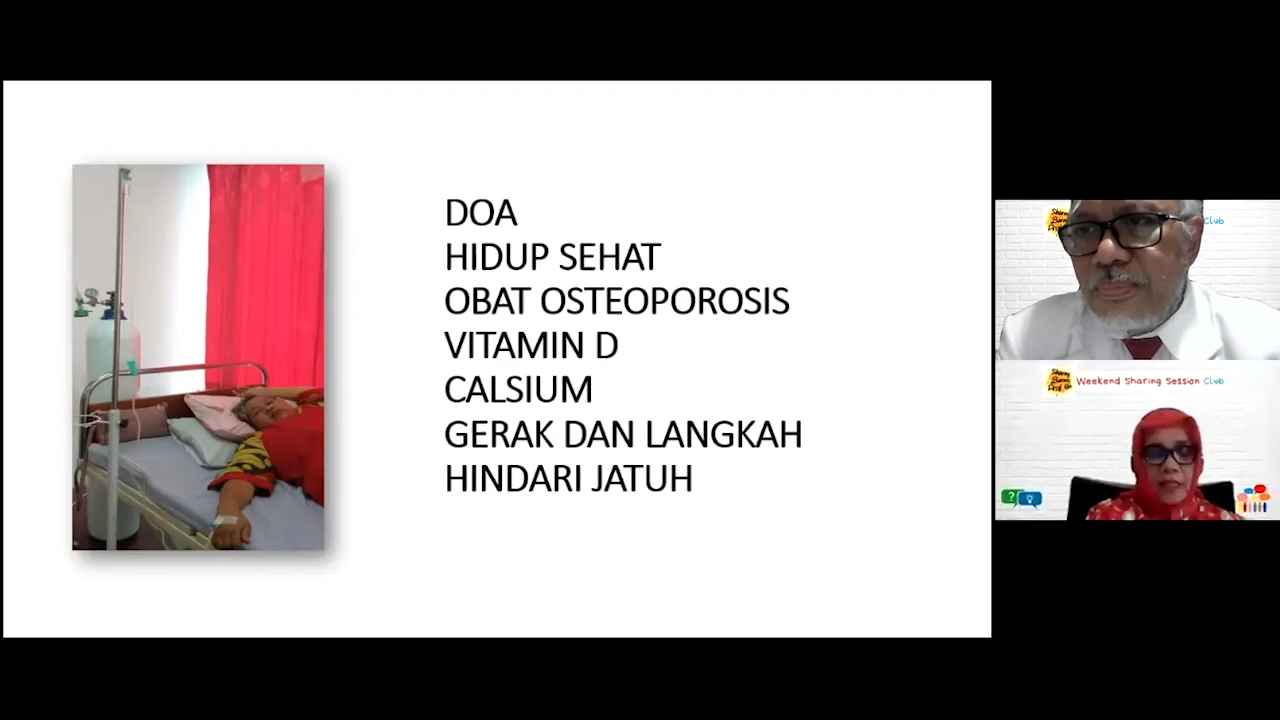 DOA
HIDUP SEHAT
OBAT OSTEOPOROSIS
VITAMIN D
CALSIUM
GERAK DAN LANGKAH
HINDARI JATUH
Club
Weekend Sharing Session Club